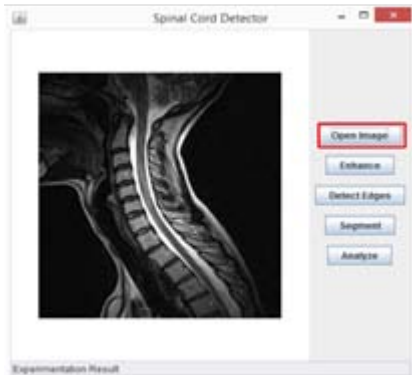 Spinal Cord Detector
Open Image
Enhance
Detect Edges
Segment
Analyze
Experimentation Result